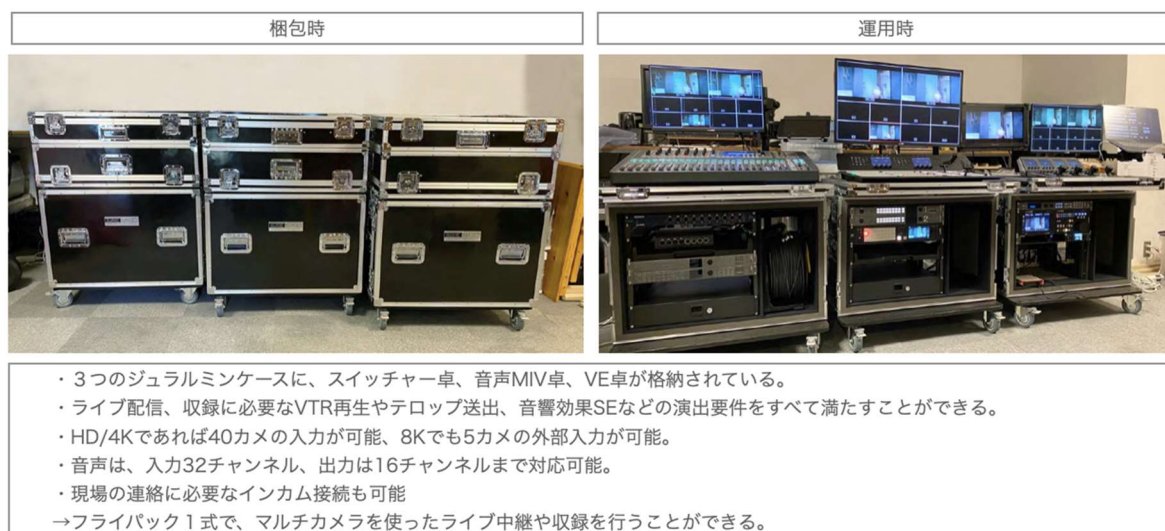 梱包時
運用時
・３つのジュラルミンケースに、スイッチャー卓、音声MIV卓、VE卓が格納されている。
・ライブ配信、収録に必要なVTR再生やテロップ送出、音響効果SEなどの演出要件をすべて満たすことができる。
・HD/4Kであれば40カメの入力が可能、8Kでも5カメの外部入力が可能。
・音声は、入力32チャンネル、出力は16チャンネルまで対応可能。
・現場の連絡に必要なインカム接続も可能
→フライパック１式で、マルチカメラを使ったライブ中継や収録を行うことができる。